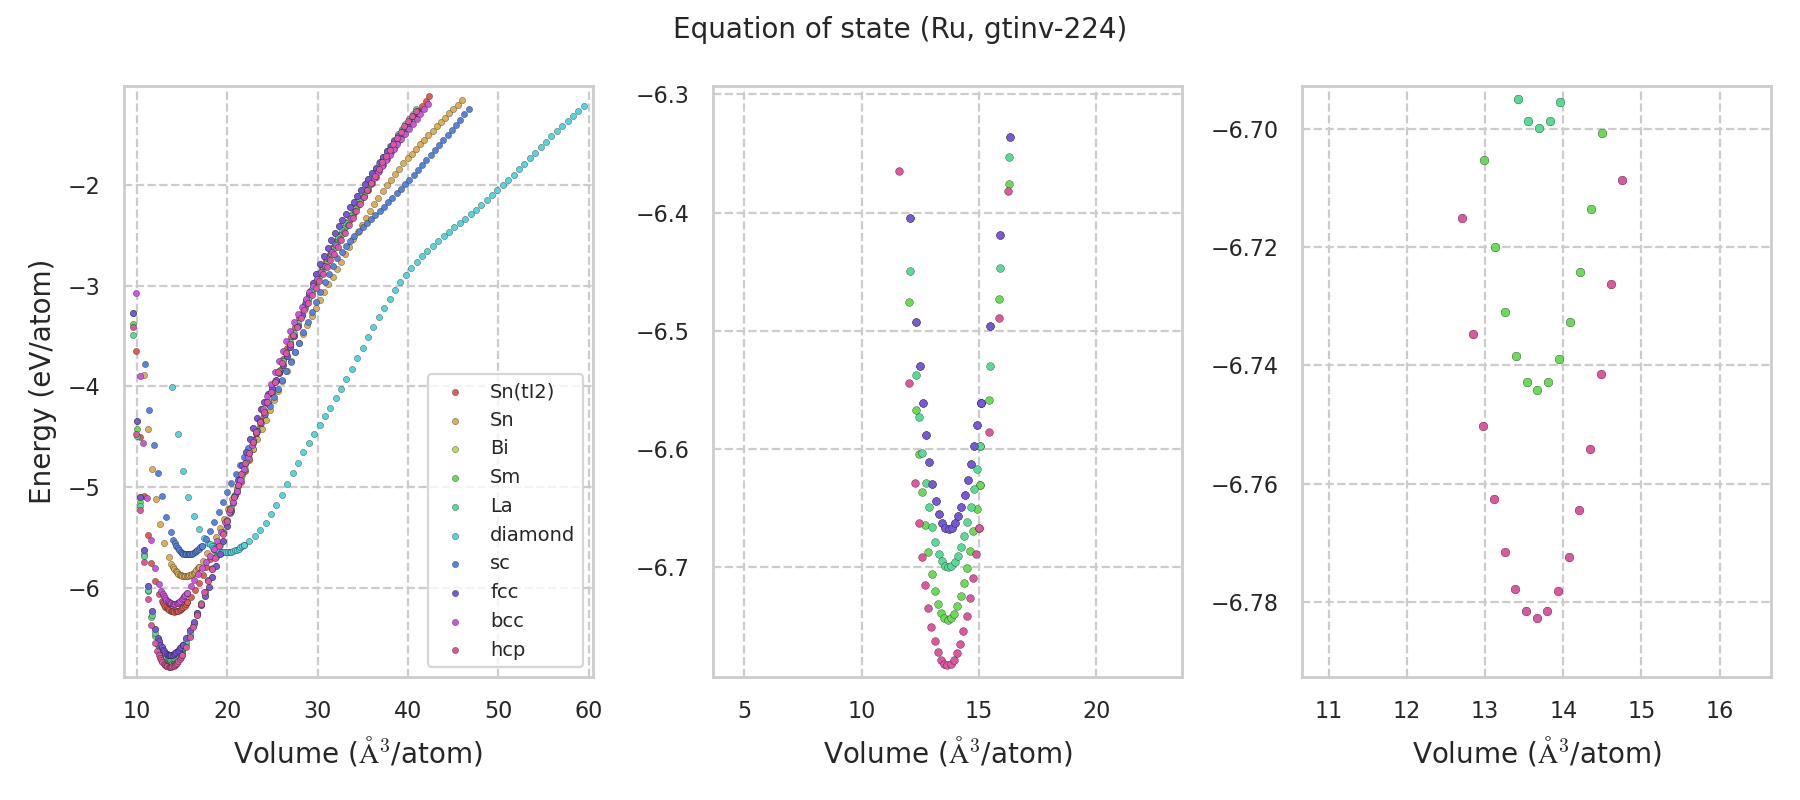 Equation of state (Ru, gtinv-224)
Energy (eV/atom)
−2
−3
−4
−5
−6
10 20 30 40 50 60
Volume (Å³/atom)
Sn(tI2)
Sn
Bi
Sm
La
diamond
sc
fcc
bcc
hcp
−6.3
−6.4
−6.5
−6.6
−6.7
5 10 15 20
Volume (Å³/atom)
−6.70
−6.72
−6.74
−6.76
−6.78
11 12 13 14 15 16
Volume (Å³/atom)